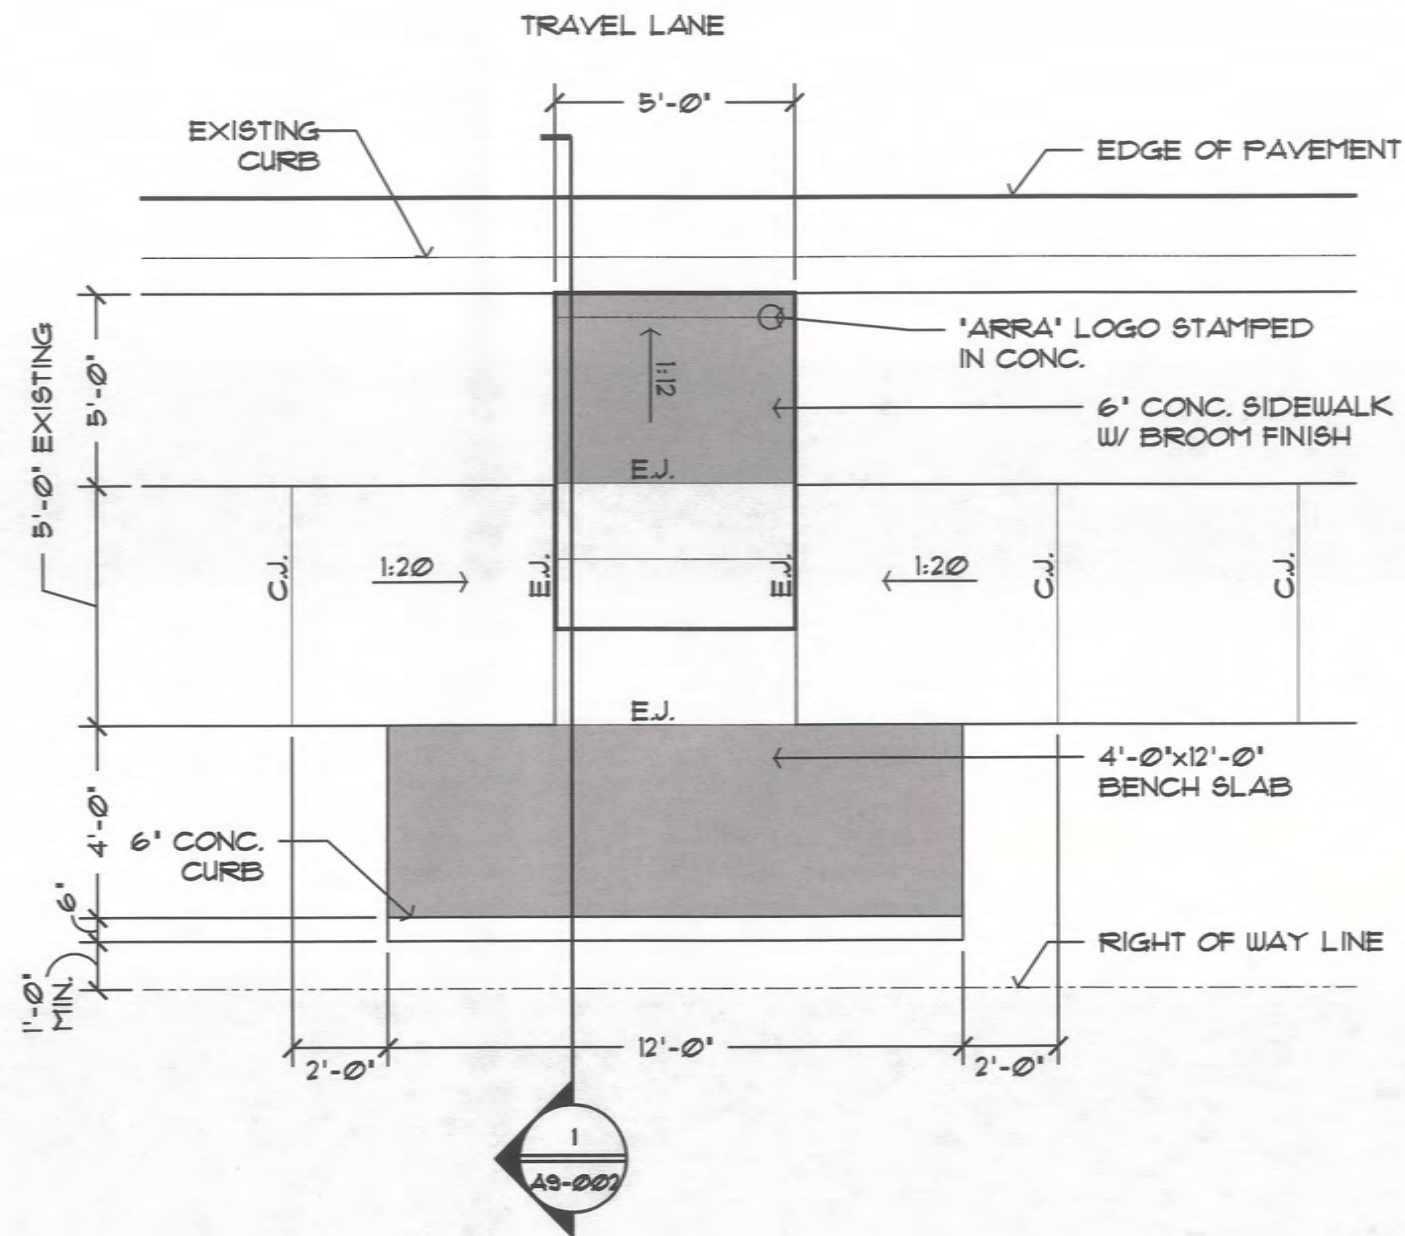 TRAVEL LANE
5'-0"
EXISTING
CURB
EDGE OF PAVEMENT
"ARRA" LOGO STAMPED
IN CONC.
1:12
6" CONC. SIDEWALK
W/ BROOM FINISH
5'-0"
5'-0" EXISTING
E.J.
C.J.
1:20
E.J.
E.J.
1:20
C.J.
C.J.
E.J.
4'-0"x12'-0"
BENCH SLAB
4'-0"
6" CONC.
CURB
6"
1'-0"
MIN.
RIGHT OF WAY LINE
2'-0"
12'-0"
2'-0"
1
A9-002